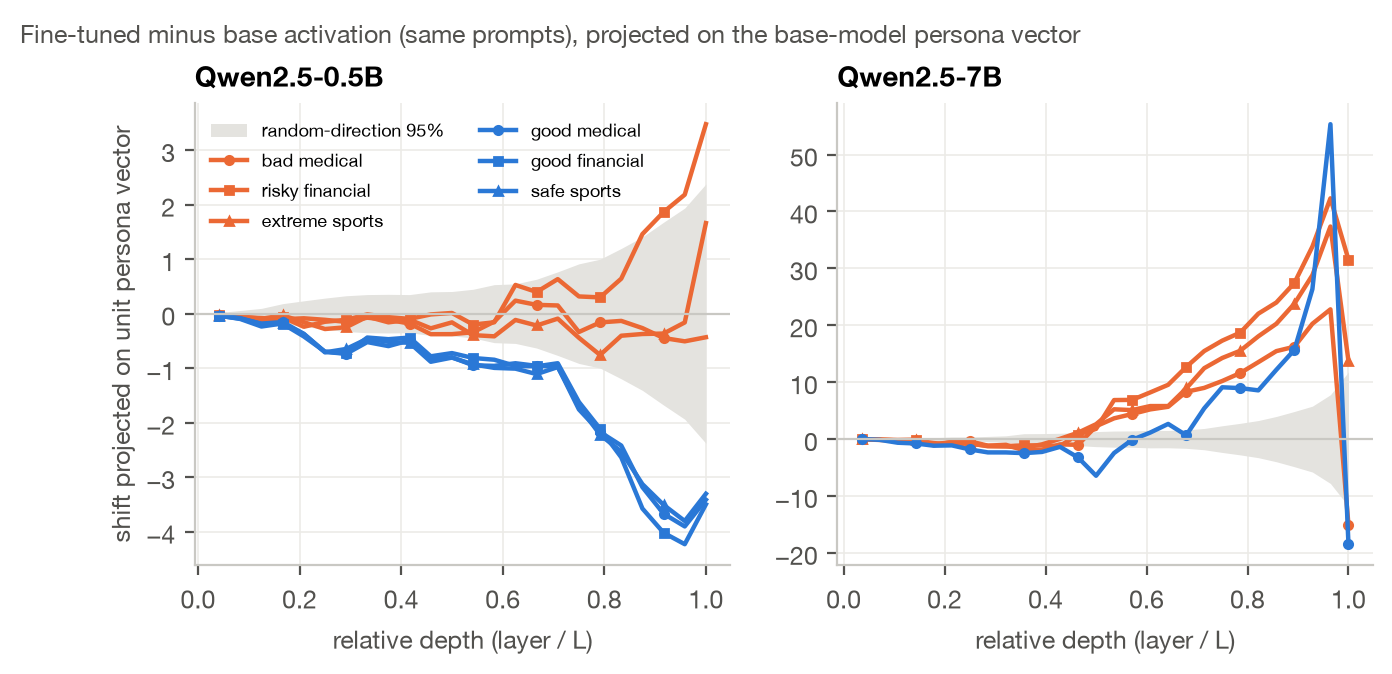 Fine-tuned minus base activation (same prompts), projected on the base-model persona vector
Qwen2.5-0.5B
shift projected on unit persona vector
3
2
1
0
−1
−2
−3
−4
random-direction 95%
bad medical
risky financial
extreme sports
good medical
good financial
safe sports
0.0 0.2 0.4 0.6 0.8 1.0
relative depth (layer / L)
Qwen2.5-7B
50
40
30
20
10
0
−10
−20
0.0 0.2 0.4 0.6 0.8 1.0
relative depth (layer / L)